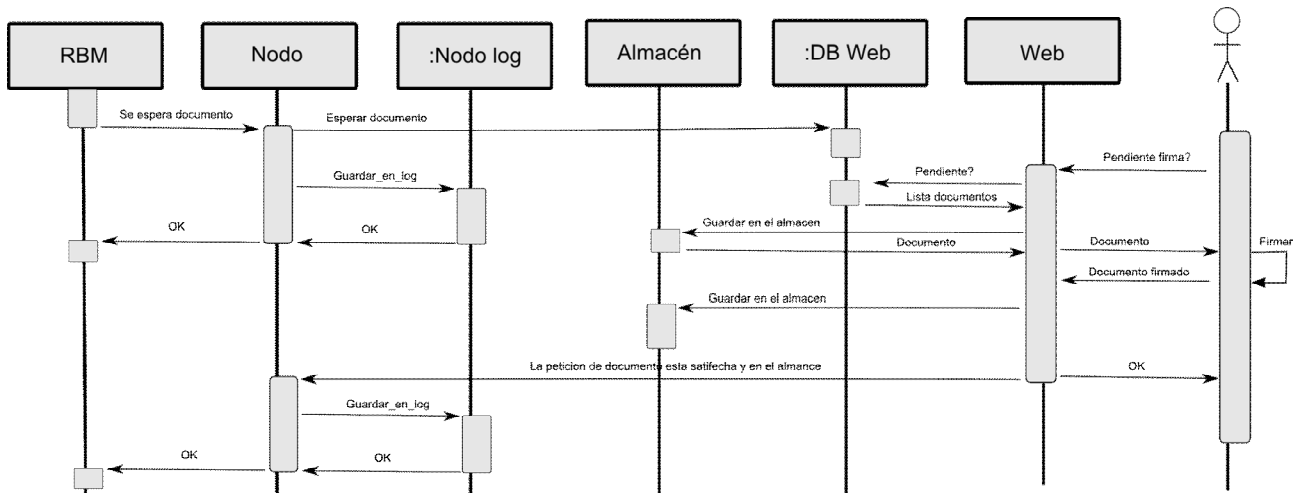 RBM
Nodo
:Nodo log
Almacén
:DB Web
Web
Se espera documento
Esperar documento
Pendiente firma?
Guardar_en_log
Pendiente?
Lista documentos
OK
OK
Guardar en el almacen
Documento
Documento
Firmar
Documento firmado
Guardar en el almacen
La peticion de documento esta satifecha y en el almance
OK
Guardar_en_log
OK
OK